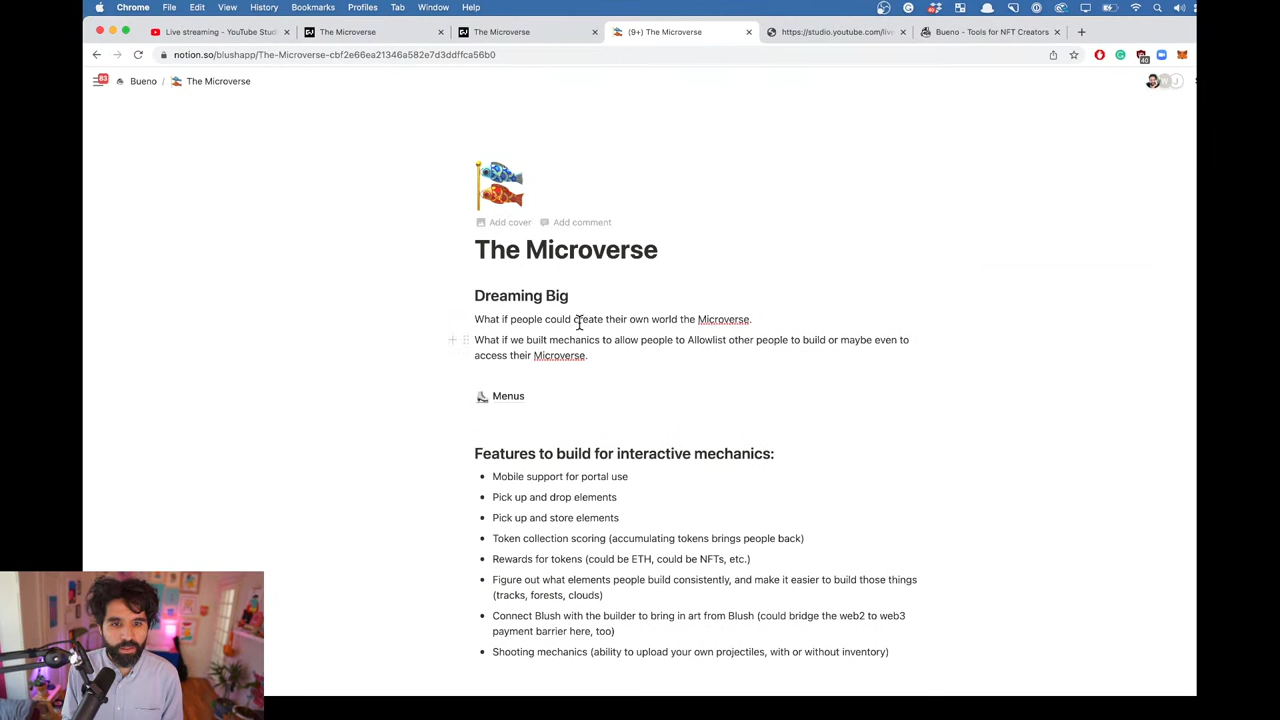 Chrome File Edit View History Bookmarks Profiles Tab Window Help
Live streaming - YouTube Stud
The Microverse
The Microverse
(9+) The Microverse
https://studio.youtube.com/live
Bueno - Tools for NFT Creators
notion.so/blushapp/The-Microverse-cbf2e66ea21346a582e7d3ddffca56b0
83 Bueno / The Microverse
Add cover Add comment
The Microverse
Dreaming Big
What if people could create their own world the Microverse.
What if we built mechanics to allow people to Allowlist other people to build or maybe even to
access their Microverse.
Menus
Features to build for interactive mechanics:
• Mobile support for portal use
• Pick up and drop elements
• Pick up and store elements
• Token collection scoring (accumulating tokens brings people back)
• Rewards for tokens (could be ETH, could be NFTs, etc.)
• Figure out what elements people build consistently, and make it easier to build those things
(tracks, forests, clouds)
• Connect Blush with the builder to bring in art from Blush (could bridge the web2 to web3
payment barrier here, too)
• Shooting mechanics (ability to upload your own projectiles, with or without inventory)